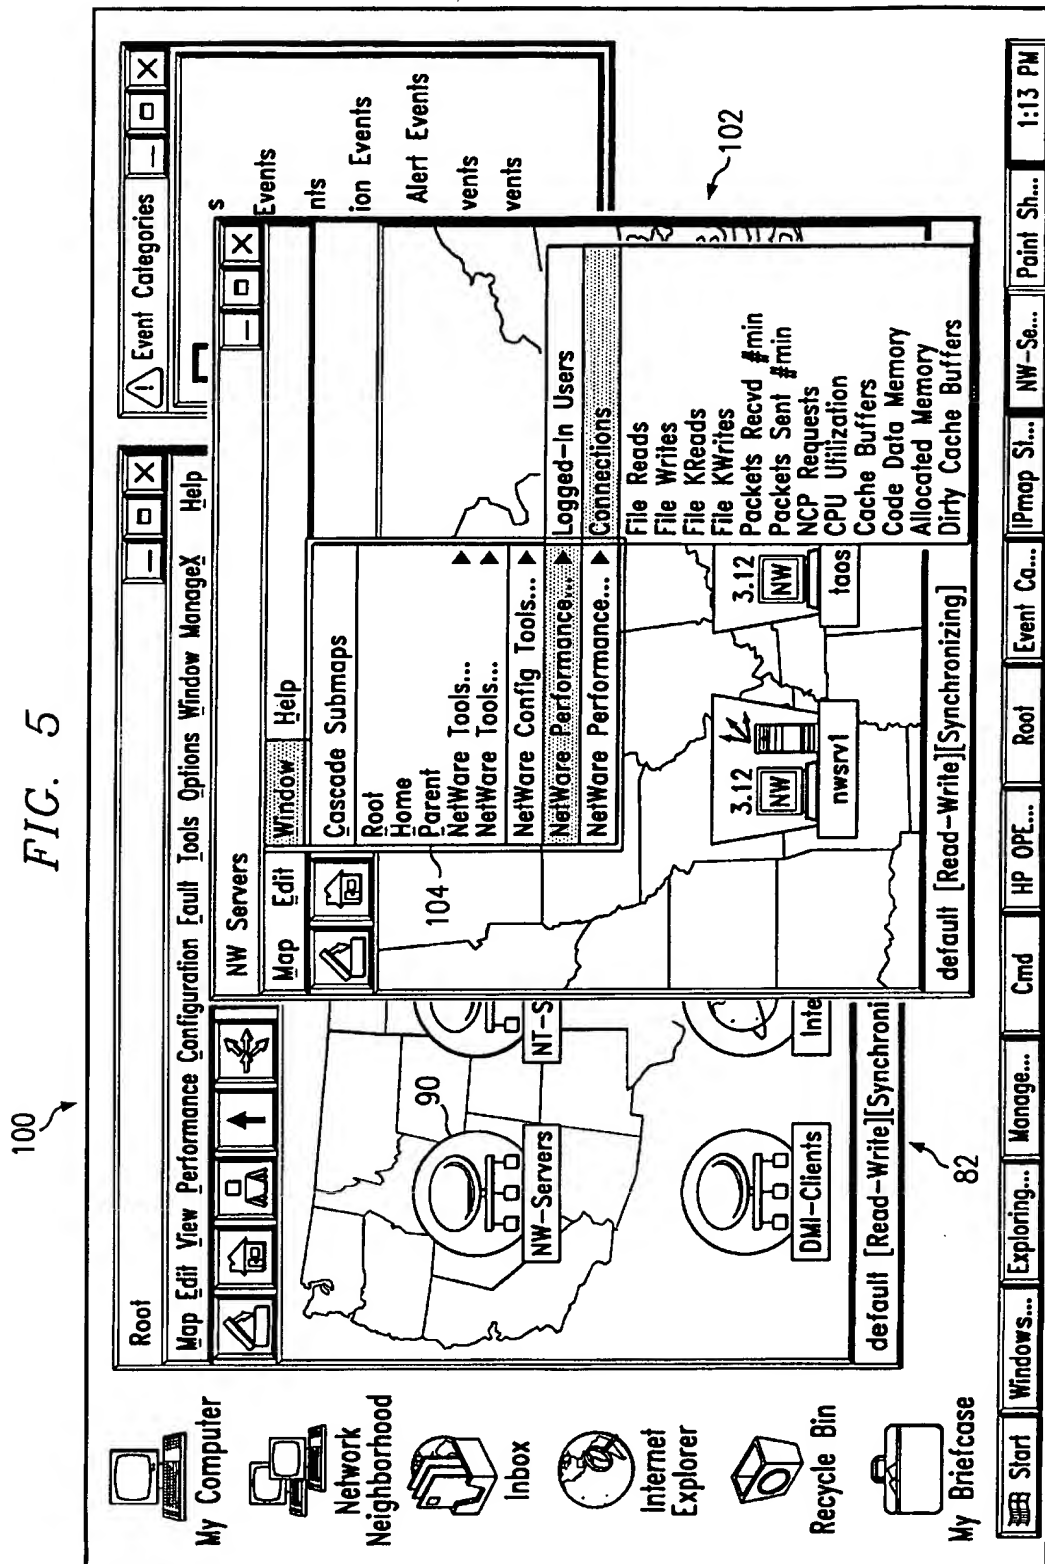 FIG. 5
100
Root
Map Edit View Performance Configuration Fault Tools Options Window ManageX Help
Event Categories
s
Events
nts
ion Events
Alert Events
vents
vents
NW Servers
Map Edit Window Help
Cascade Submaps
Root
Home
Parent
NetWare Tools...
NetWare Tools...
NetWare Config Tools...
NetWare Performance...
NetWare Performance...
Logged-In Users
Connections
File Reads
File Writes
File KReads
File KWrites
Packets Recvd #min
Packets Sent #min
NCP Requests
CPU Utilization
Cache Buffers
Code Data Memory
Allocated Memory
Dirty Cache Buffers
104
102
3.12
NW
nwsrv1
3.12
NW
taos
default [Read-Write][Synchronizing]
90
NW-Servers
NT-S
DMI-Clients
Inte
default [Read-Write][Synchroni
82
My Computer
Network
Neighborhood
Inbox
Internet
Explorer
Recycle Bin
My Briefcase
Start Windows... Exploring... Manage... Cmd HP OPE... Root Event Ca... IPmap St... NW-Se... Paint Sh... 1:13 PM